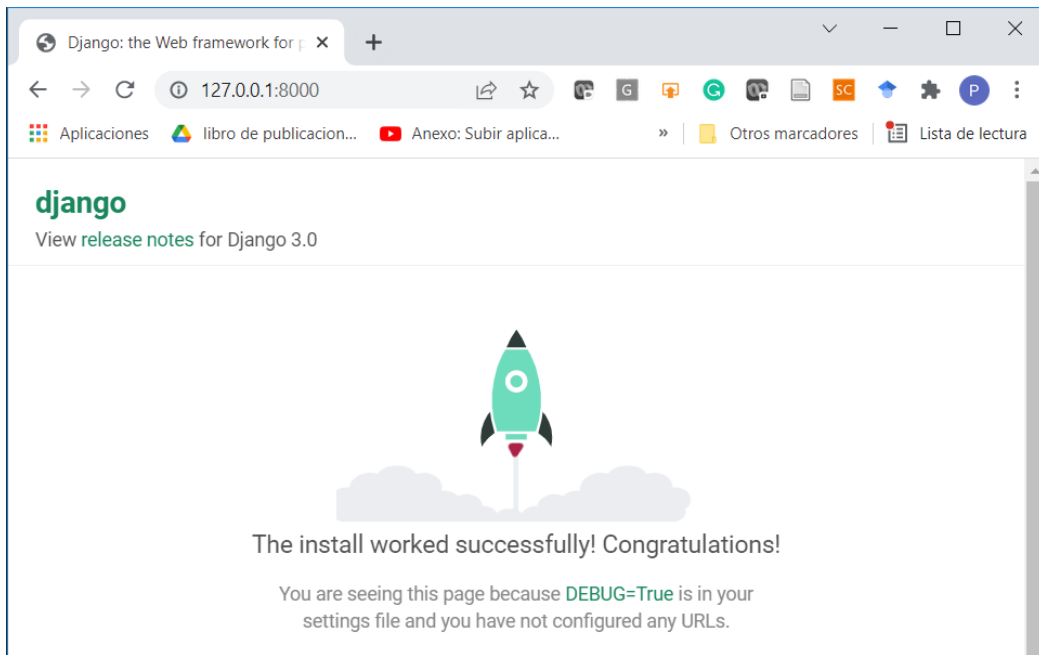 Django: the Web framework for p
127.0.0.1:8000
G
G
SC
P
Aplicaciones
libro de publicacion...
Anexo: Subir aplica...
»
Otros marcadores
Lista de lectura
django
View release notes for Django 3.0
The install worked successfully! Congratulations!
You are seeing this page because DEBUG=True is in your
settings file and you have not configured any URLs.